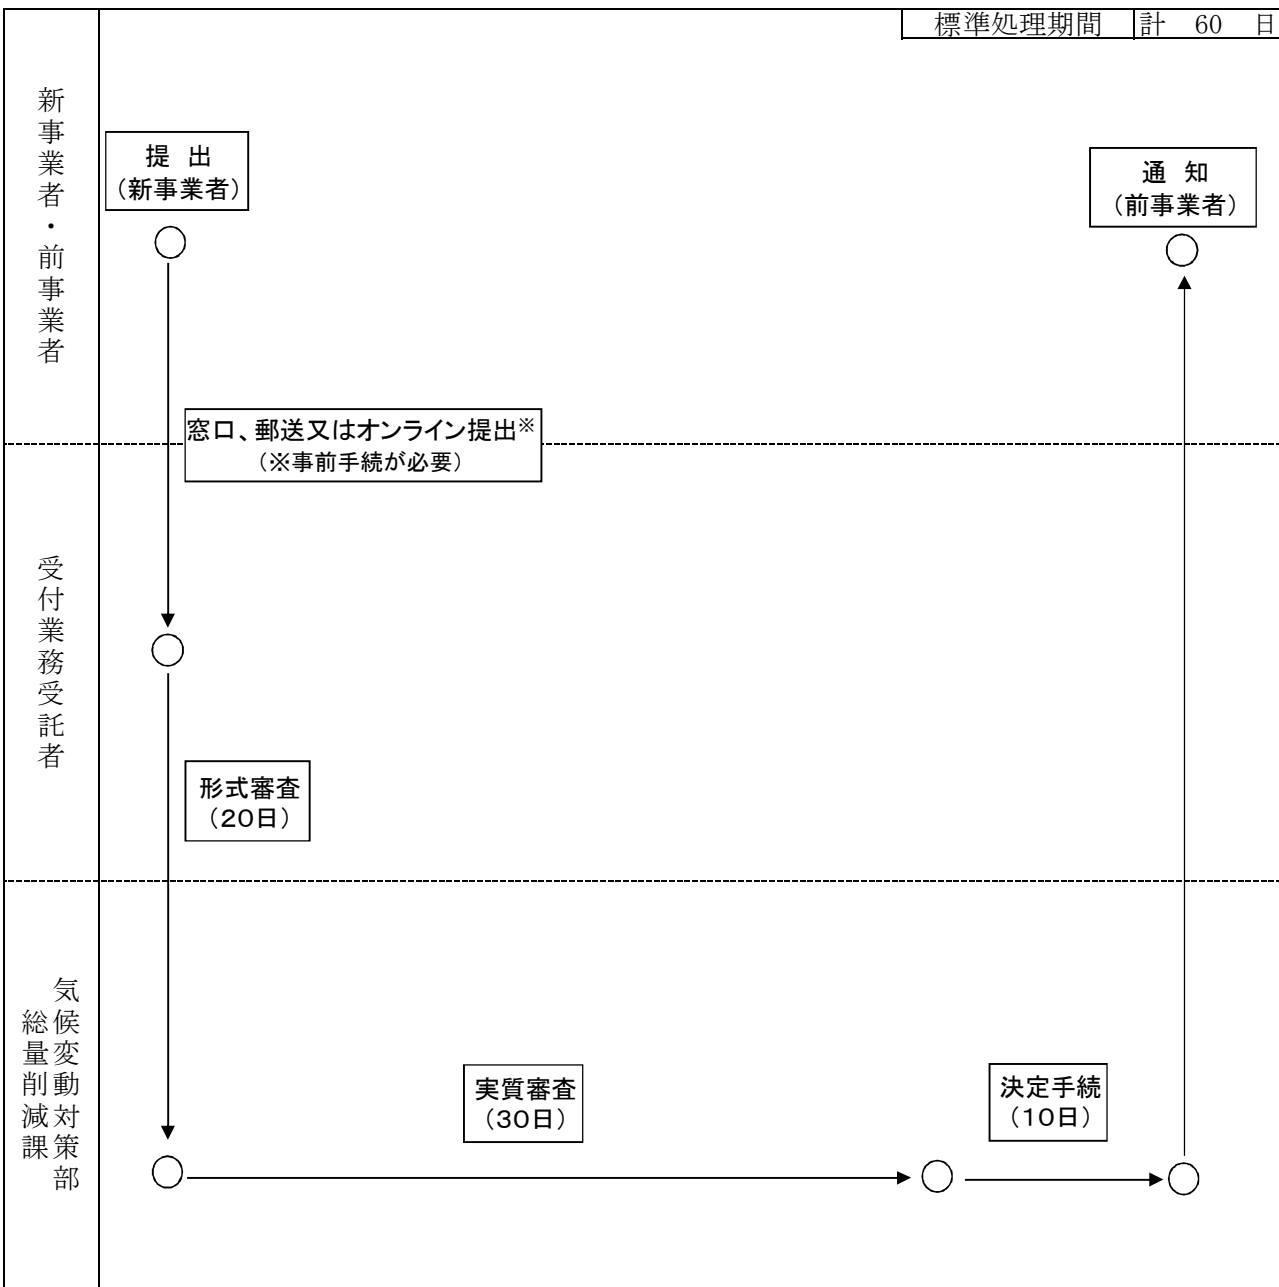 標準処理期間 計 60 日
新事業者・前事業者
提 出
（新事業者）
通 知
（前事業者）
窓口、郵送又はオンライン提出※
（※事前手続が必要）
受付業務受託者
形式審査
（20日）
気候変動対策部
総量削減課
実質審査
（30日）
決定手続
（10日）